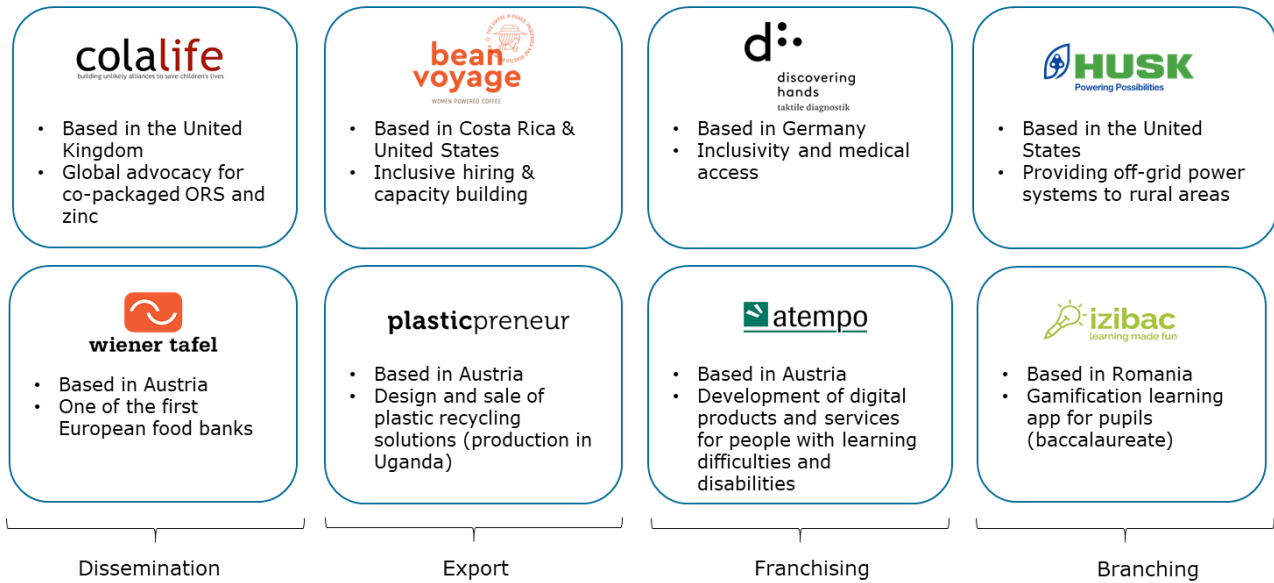 colalife
building unlikely alliances to save children's lives
• Based in the United
Kingdom
• Global advocacy for
co-packaged ORS and
zinc
bean
voyage
WOMEN POWERED COFFEE
• Based in Costa Rica &
United States
• Inclusive hiring &
capacity building
d
discovering
hands
taktile diagnostik
• Based in Germany
• Inclusivity and medical
access
HUSK
Powering Possibilities
• Based in the United
States
• Providing off-grid power
systems to rural areas
wiener tafel
• Based in Austria
• One of the first
European food banks
plasticpreneur
• Based in Austria
• Design and sale of
plastic recycling
solutions (production in
Uganda)
atempo
• Based in Austria
• Development of digital
products and services
for people with learning
difficulties and
disabilities
izibac
learning made fun
• Based in Romania
• Gamification learning
app for pupils
(baccalaureate)
Dissemination
Export
Franchising
Branching